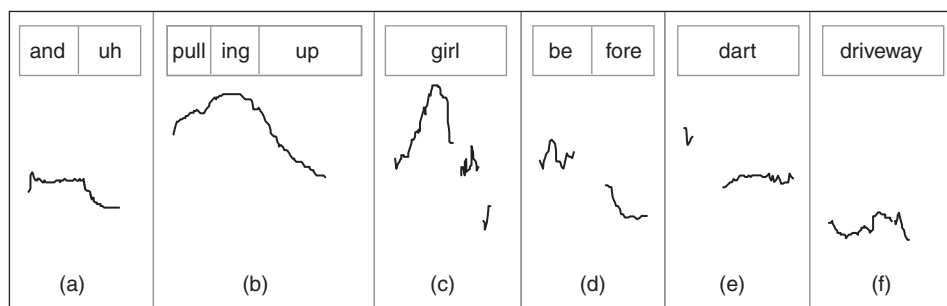 and uh pull ing up girl be fore dart driveway
(a) (b) (c) (d) (e) (f)